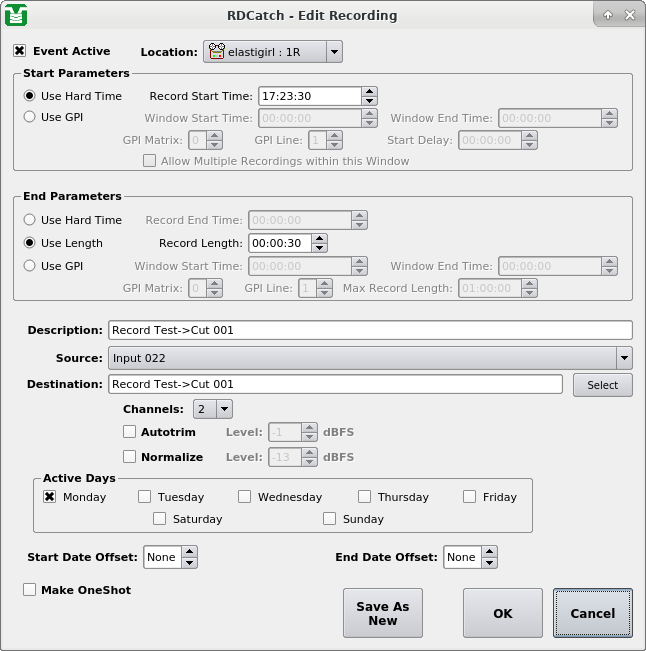 RDCatch - Edit Recording
Event Active Location: elastigirl : 1R
Start Parameters
Use Hard Time Record Start Time: 17:23:30
Use GPI Window Start Time: 00:00:00 Window End Time: 00:00:00
GPI Matrix: 0 GPI Line: 1 Start Delay: 00:00:00
Allow Multiple Recordings within this Window
End Parameters
Use Hard Time Record End Time: 00:00:00
Use Length Record Length: 00:00:30
Use GPI Window Start Time: 00:00:00 Window End Time: 00:00:00
GPI Matrix: 0 GPI Line: 1 Max Record Length: 01:00:00
Description: Record Test->Cut 001
Source: Input 022
Destination: Record Test->Cut 001 Select
Channels: 2
Autotrim Level: -1 dBFS
Normalize Level: -13 dBFS
Active Days
Monday Tuesday Wednesday Thursday Friday
Saturday Sunday
Start Date Offset: None End Date Offset: None
Make OneShot
Save As
New
OK Cancel